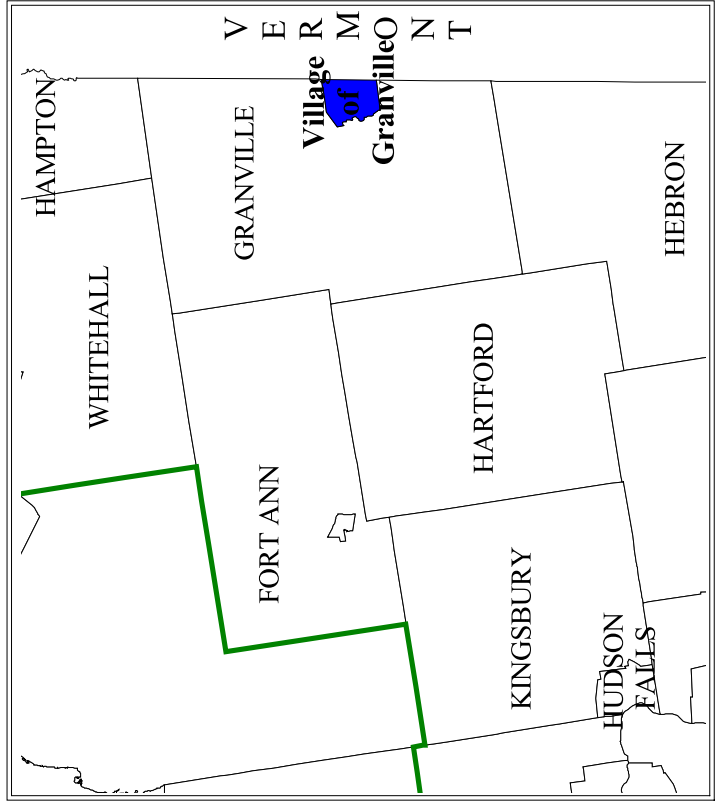 VERMONT
HAMPTON
Village
of
Granville
GRANVILLE
WHITEHALL
HEBRON
HARTFORD
FORT ANN
KINGSBURY
HUDSON
FALLS